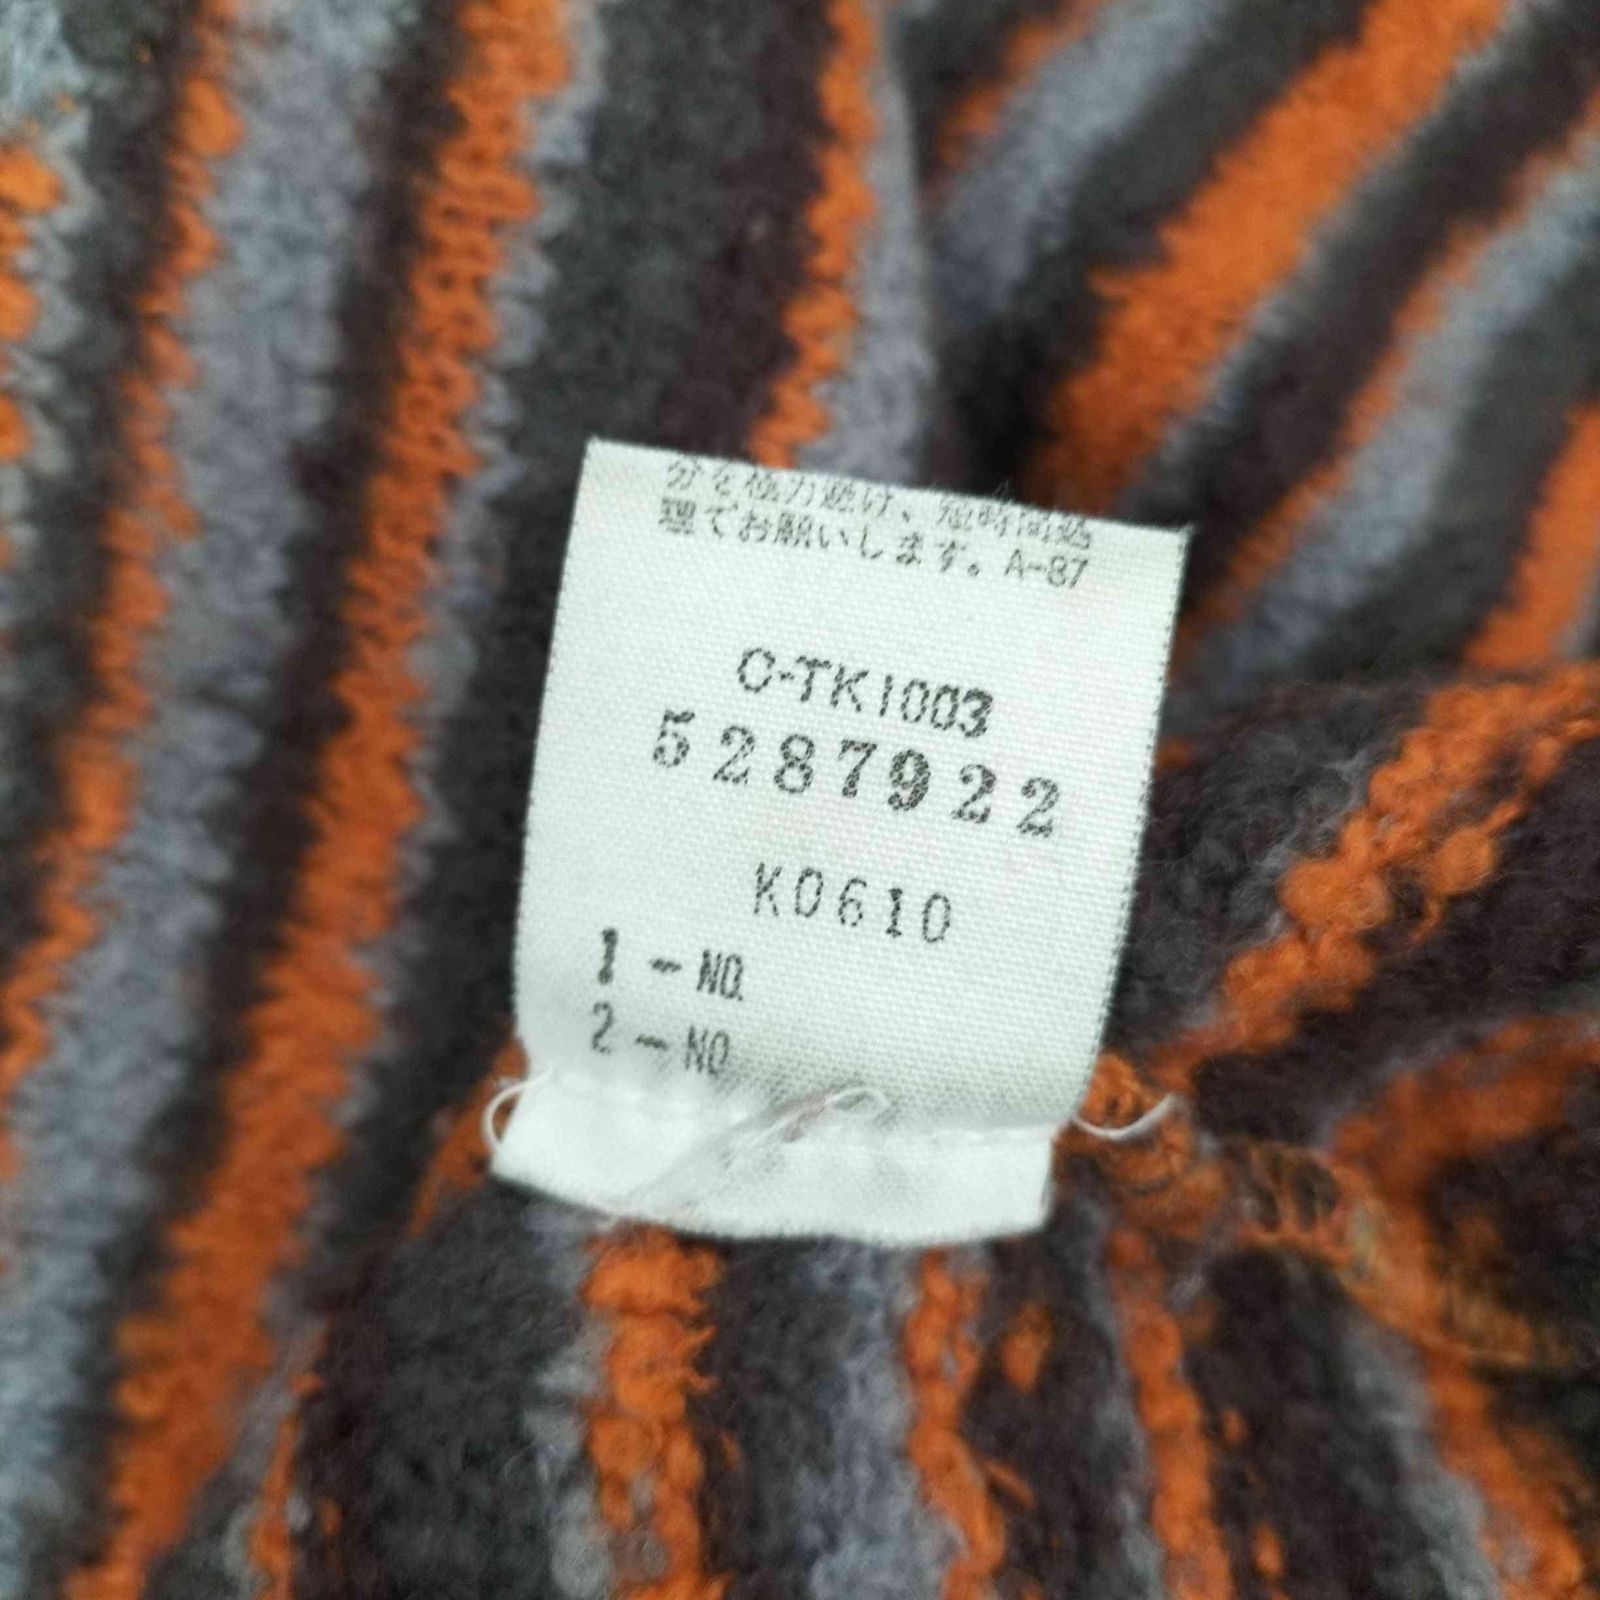 分を極力避け、短時間処
理でお願いします。A-87
C-TK1003
5287922
K0610
1-NO.
2-NO